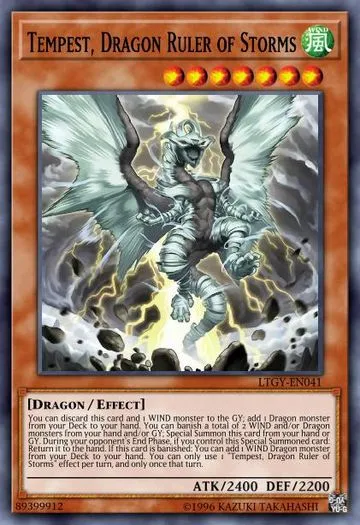 Tempest, Dragon Ruler of Storms
WIND
風
LTGY-EN041
[Dragon / Effect]
You can discard this card and 1 WIND monster to the GY; add 1 Dragon monster
from your Deck to your hand. You can banish a total of 2 WIND and/or Dragon
monsters from your hand and/or GY; Special Summon this card from your hand or
GY. During your opponent's End Phase, if you control this Special Summoned card:
Return it to the hand. If this card is banished: You can add 1 WIND Dragon monster
from your Deck to your hand. You can only use 1 "Tempest, Dragon Ruler of
Storms" effect per turn, and only once that turn.
ATK/2400 DEF/2200
89399912
©1996 KAZUKI TAKAHASHI